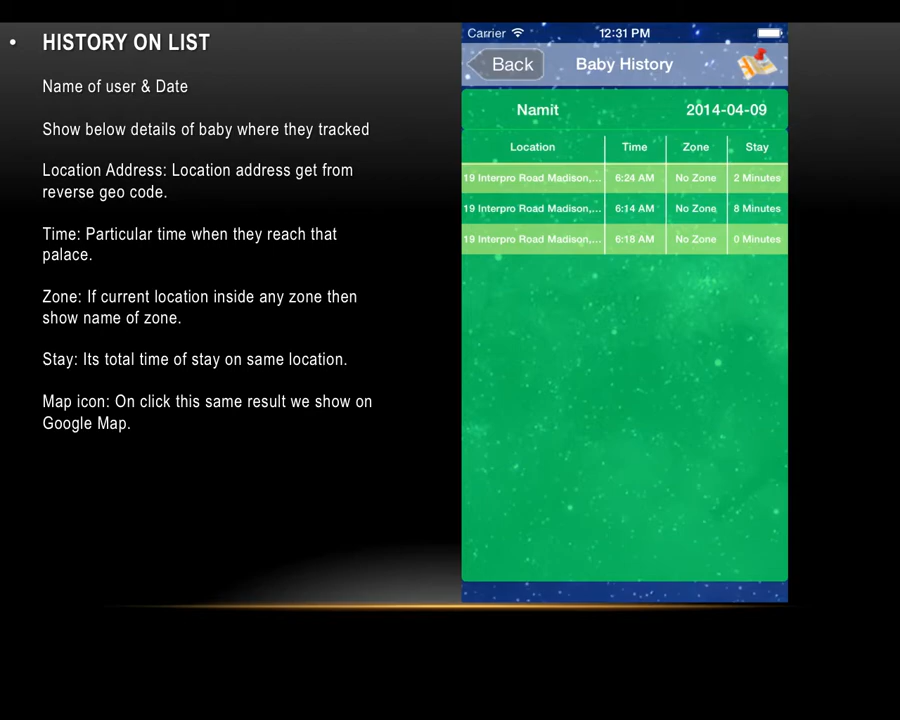 • HISTORY ON LIST
Name of user & Date
Show below details of baby where they tracked
Location Address: Location address get from
reverse geo code.
Time: Particular time when they reach that
palace.
Zone: If current location inside any zone then
show name of zone.
Stay: Its total time of stay on same location.
Map icon: On click this same result we show on
Google Map.
Carrier 12:31 PM
Back Baby History
Namit 2014-04-09
Location Time Zone Stay
19 Interpro Road Madison,... 6:24 AM No Zone 2 Minutes
19 Interpro Road Madison,... 6:14 AM No Zone 8 Minutes
19 Interpro Road Madison,... 6:18 AM No Zone 0 Minutes